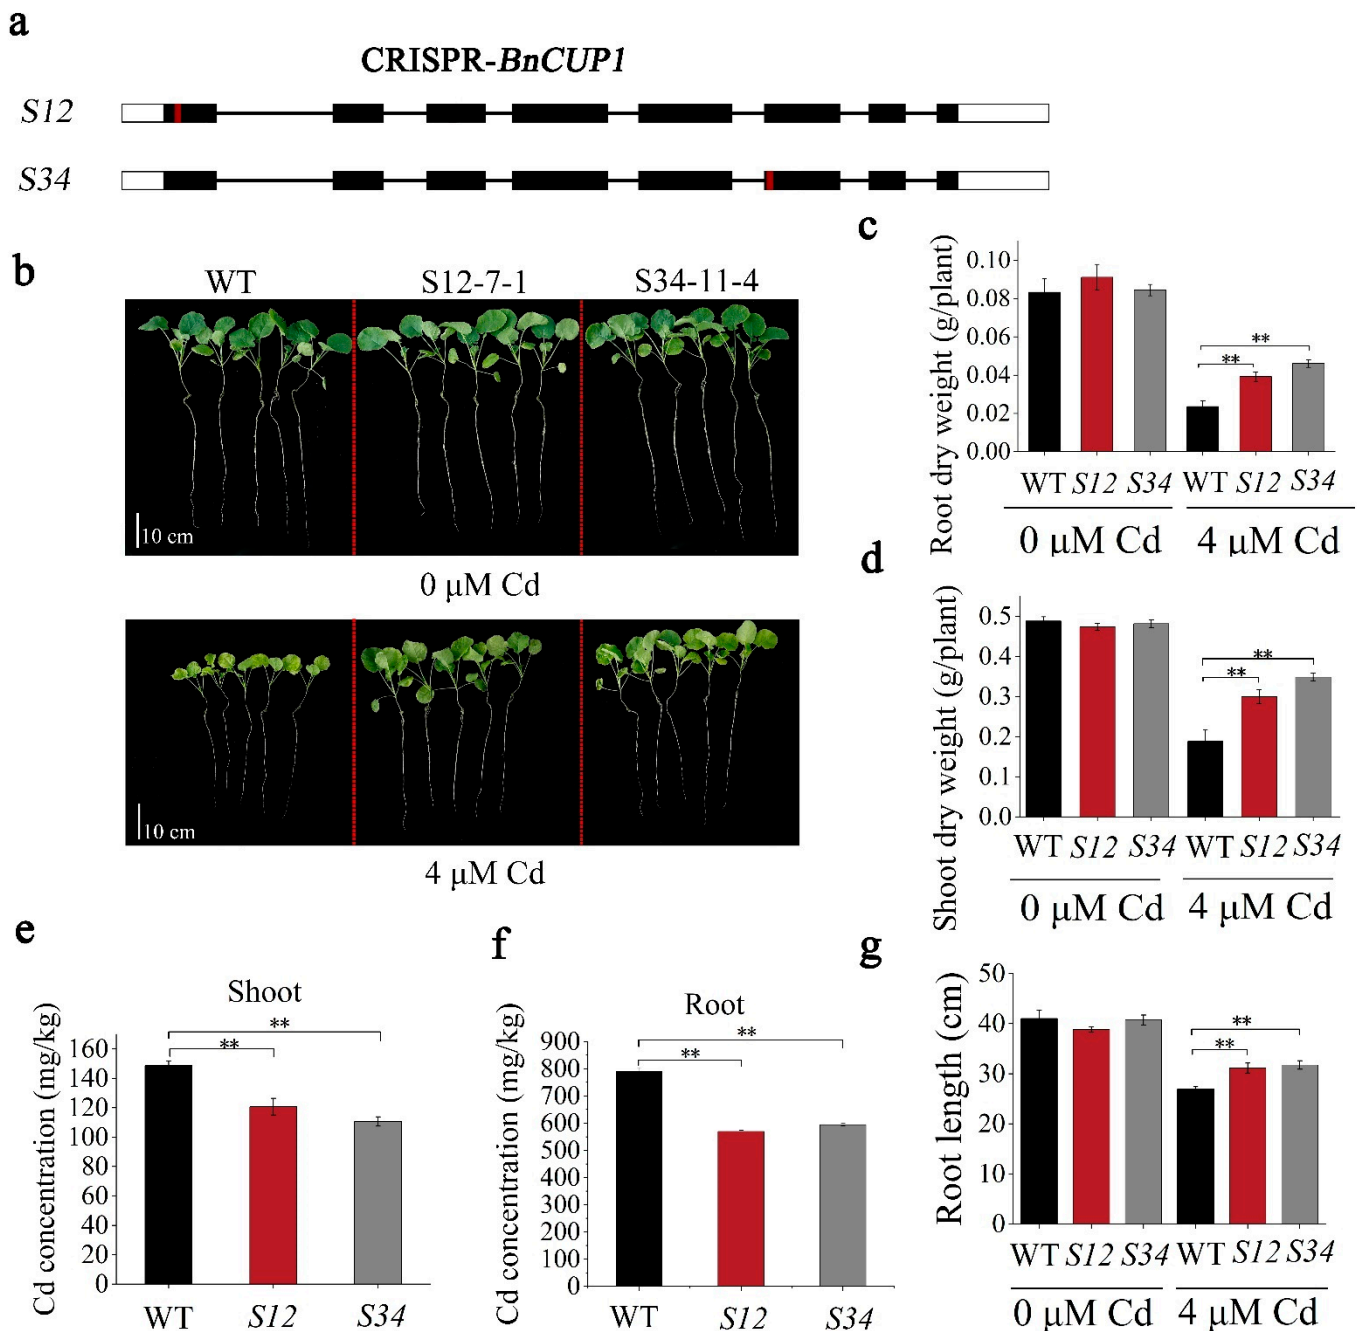 a
CRISPR-BnCUP1
S12
S34
b
WT S12-7-1 S34-11-4
10 cm
0 μM Cd
10 cm
4 μM Cd
c
Root dry weight (g/plant)
0.10
0.08
0.06
0.04
0.02
0.00
** **
WT S12 S34 WT S12 S34
0 μM Cd 4 μM Cd
d
Shoot dry weight (g/plant)
0.5
0.4
0.3
0.2
0.1
0.0
** **
WT S12 S34 WT S12 S34
0 μM Cd 4 μM Cd
e
Shoot
Cd concentration (mg/kg)
160
140
120
100
80
60
40
20
0
** **
WT S12 S34
f
Root
Cd concentration (mg/kg)
900
800
700
600
500
400
300
200
100
0
** **
WT S12 S34
g
Root length (cm)
50
40
30
20
10
0
** **
WT S12 S34 WT S12 S34
0 μM Cd 4 μM Cd